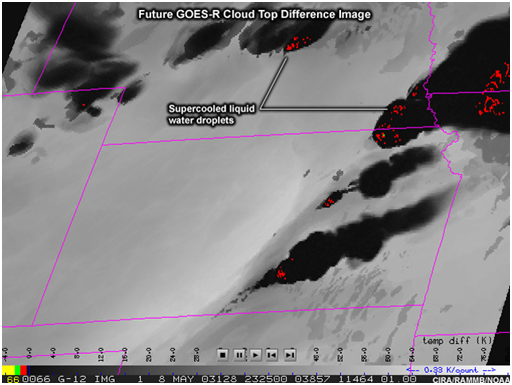 Future GOES-R Cloud Top Difference Image
Supercooled liquid
water droplets
temp diff (K)
0.33 K/gcount
66 0066 G-12 IMG 1 8 MAY 03128 232500 03857 11464 01.00
CIRA/RAMMB/NOAA